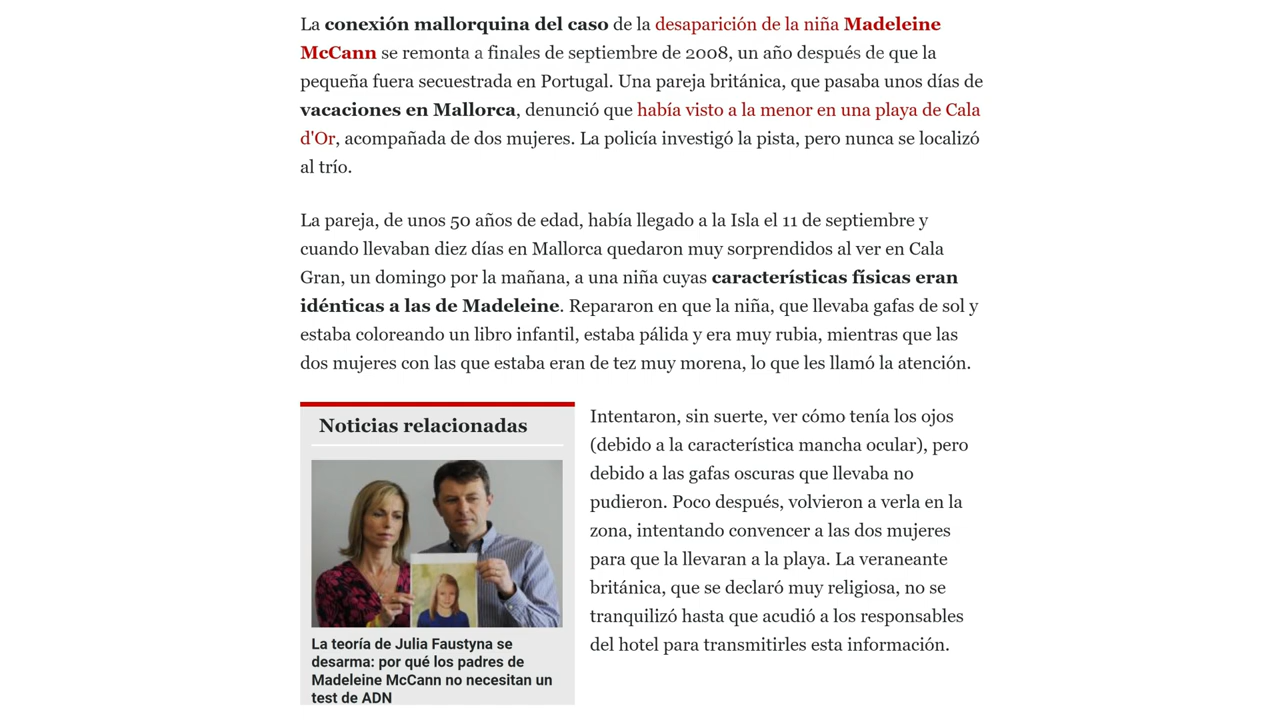 La conexión mallorquina del caso de la desaparición de la niña Madeleine
McCann se remonta a finales de septiembre de 2008, un año después de que la
pequeña fuera secuestrada en Portugal. Una pareja británica, que pasaba unos días de
vacaciones en Mallorca, denunció que había visto a la menor en una playa de Cala
d'Or, acompañada de dos mujeres. La policía investigó la pista, pero nunca se localizó
al trío.
La pareja, de unos 50 años de edad, había llegado a la Isla el 11 de septiembre y
cuando llevaban diez días en Mallorca quedaron muy sorprendidos al ver en Cala
Gran, un domingo por la mañana, a una niña cuyas características físicas eran
idénticas a las de Madeleine. Repararon en que la niña, que llevaba gafas de sol y
estaba coloreando un libro infantil, estaba pálida y era muy rubia, mientras que las
dos mujeres con las que estaba eran de tez muy morena, lo que les llamó la atención.
Noticias relacionadas
La teoría de Julia Faustyna se
desarma: por qué los padres de
Madeleine McCann no necesitan un
test de ADN
Intentaron, sin suerte, ver cómo tenía los ojos
(debido a la característica mancha ocular), pero
debido a las gafas oscuras que llevaba no
pudieron. Poco después, volvieron a verla en la
zona, intentando convencer a las dos mujeres
para que la llevaran a la playa. La veraneante
británica, que se declaró muy religiosa, no se
tranquilizó hasta que acudió a los responsables
del hotel para transmitirles esta información.